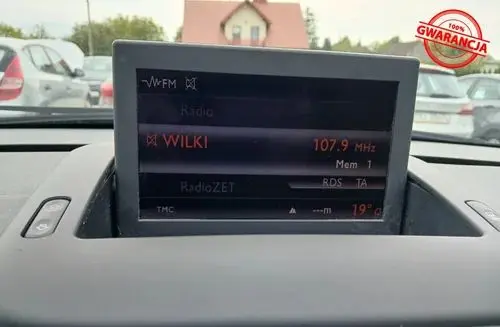 100%
GWARANCJA
FM
Radio
WILKI 107.9 MHz
Mem 1
RadioZET RDS TA
TMC ---m 19°C